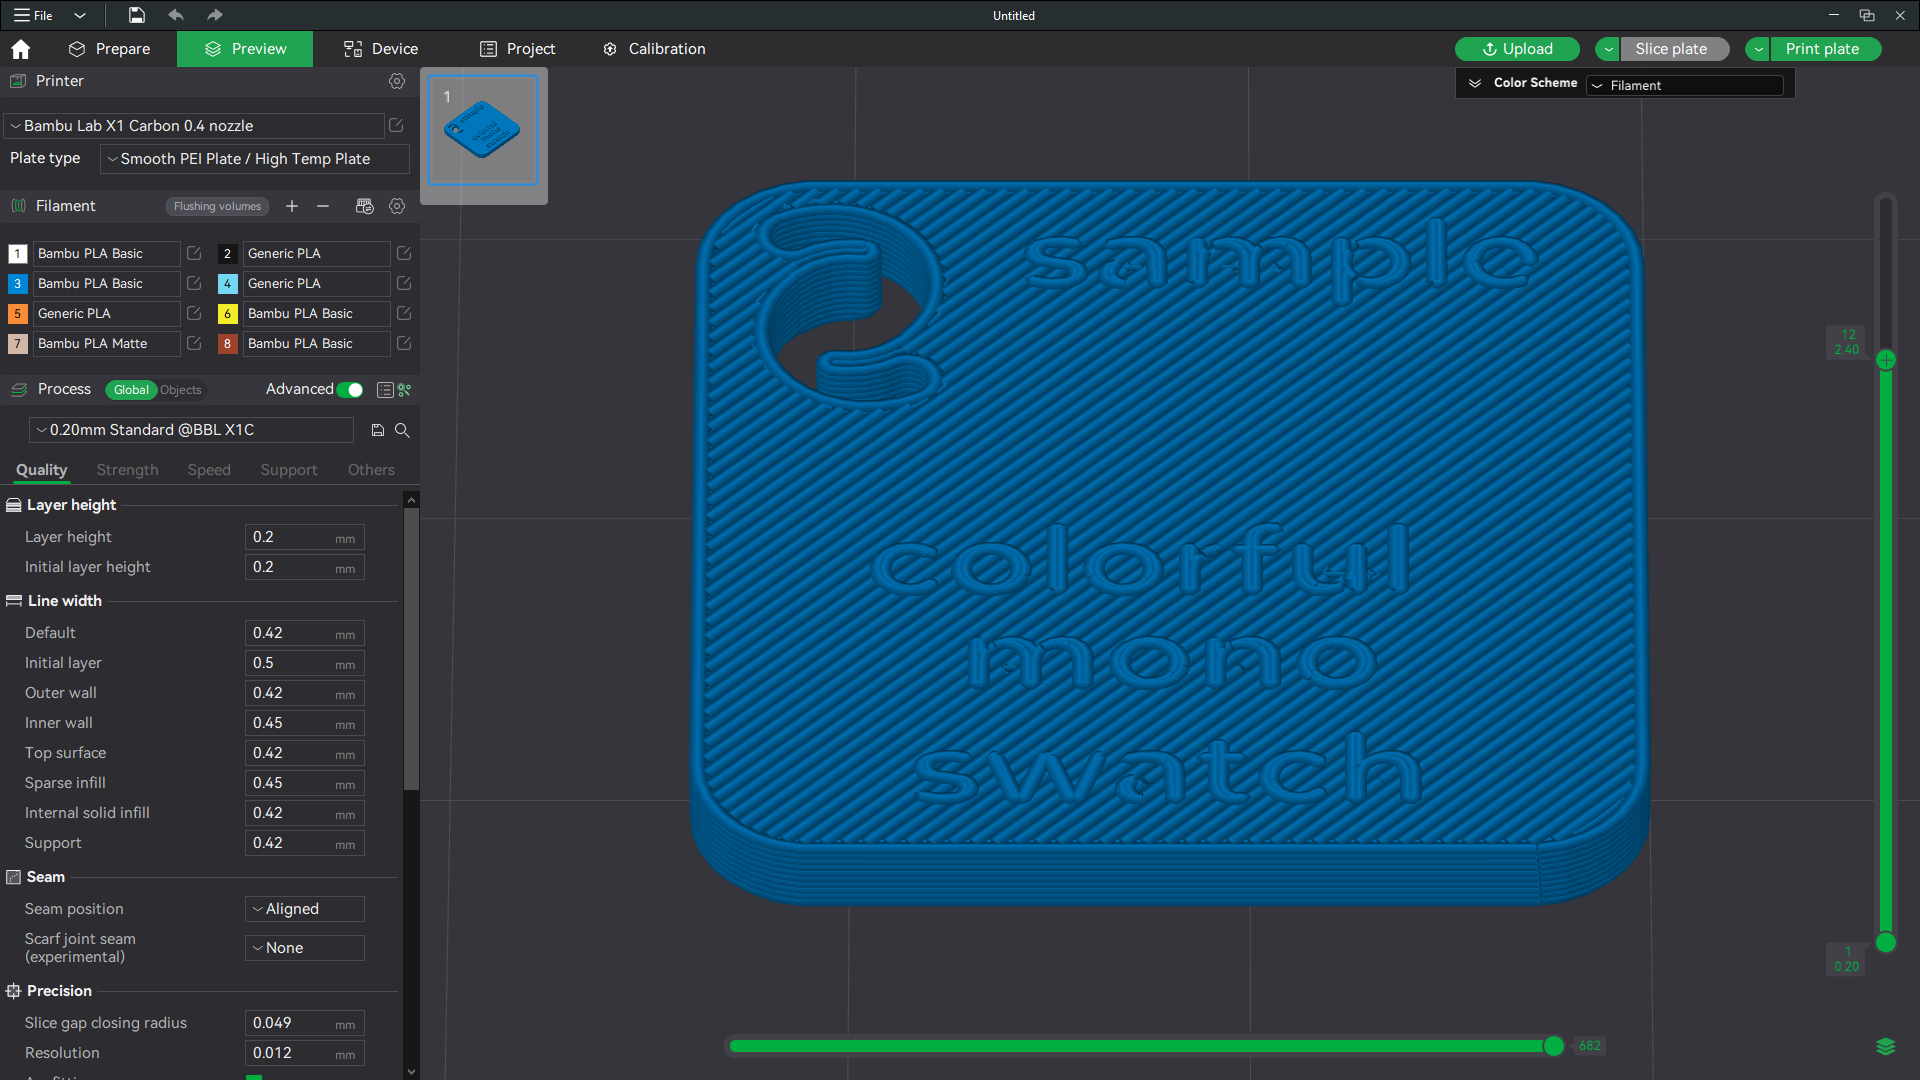 File
Untitled
Prepare
Preview
Device
Project
Calibration
Upload
Slice plate
Print plate
Printer
Bambu Lab X1 Carbon 0.4 nozzle
Plate type
Smooth PEI Plate / High Temp Plate
Filament
Flushing volumes
1 Bambu PLA Basic
2 Generic PLA
3 Bambu PLA Basic
4 Generic PLA
5 Generic PLA
6 Bambu PLA Basic
7 Bambu PLA Matte
8 Bambu PLA Basic
Process
Global
Objects
Advanced
0.20mm Standard @BBL X1C
Quality
Strength
Speed
Support
Others
Layer height
Layer height 0.2 mm
Initial layer height 0.2 mm
Line width
Default 0.42 mm
Initial layer 0.5 mm
Outer wall 0.42 mm
Inner wall 0.45 mm
Top surface 0.42 mm
Sparse infill 0.45 mm
Internal solid infill 0.42 mm
Support 0.42 mm
Seam
Seam position Aligned
Scarf joint seam
(experimental) None
Precision
Slice gap closing radius 0.049 mm
Resolution 0.012 mm
1
Color Scheme
Filament
sample
colorful
mono
swatch
12
2.40
1
0.20
682